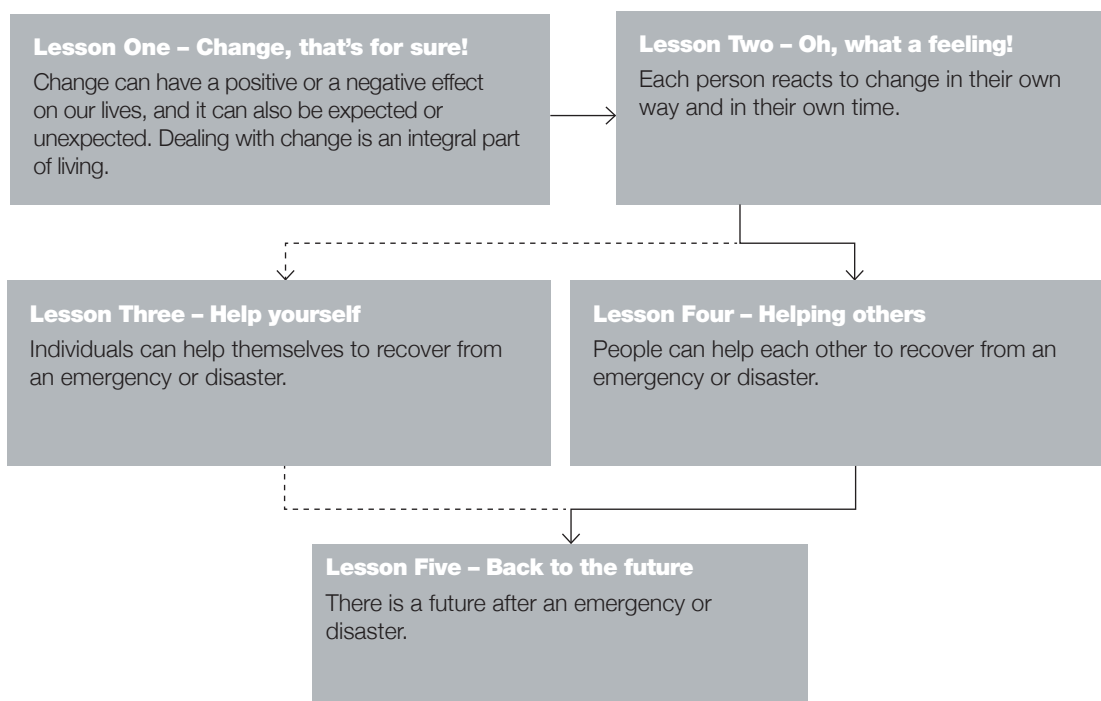 Lesson One – Change, that's for sure!
Change can have a positive or a negative effect
on our lives, and it can also be expected or
unexpected. Dealing with change is an integral part
of living.
Lesson Two – Oh, what a feeling!
Each person reacts to change in their own
way and in their own time.
Lesson Three – Help yourself
Individuals can help themselves to recover from
an emergency or disaster.
Lesson Four – Helping others
People can help each other to recover from an
emergency or disaster.
Lesson Five – Back to the future
There is a future after an emergency or
disaster.